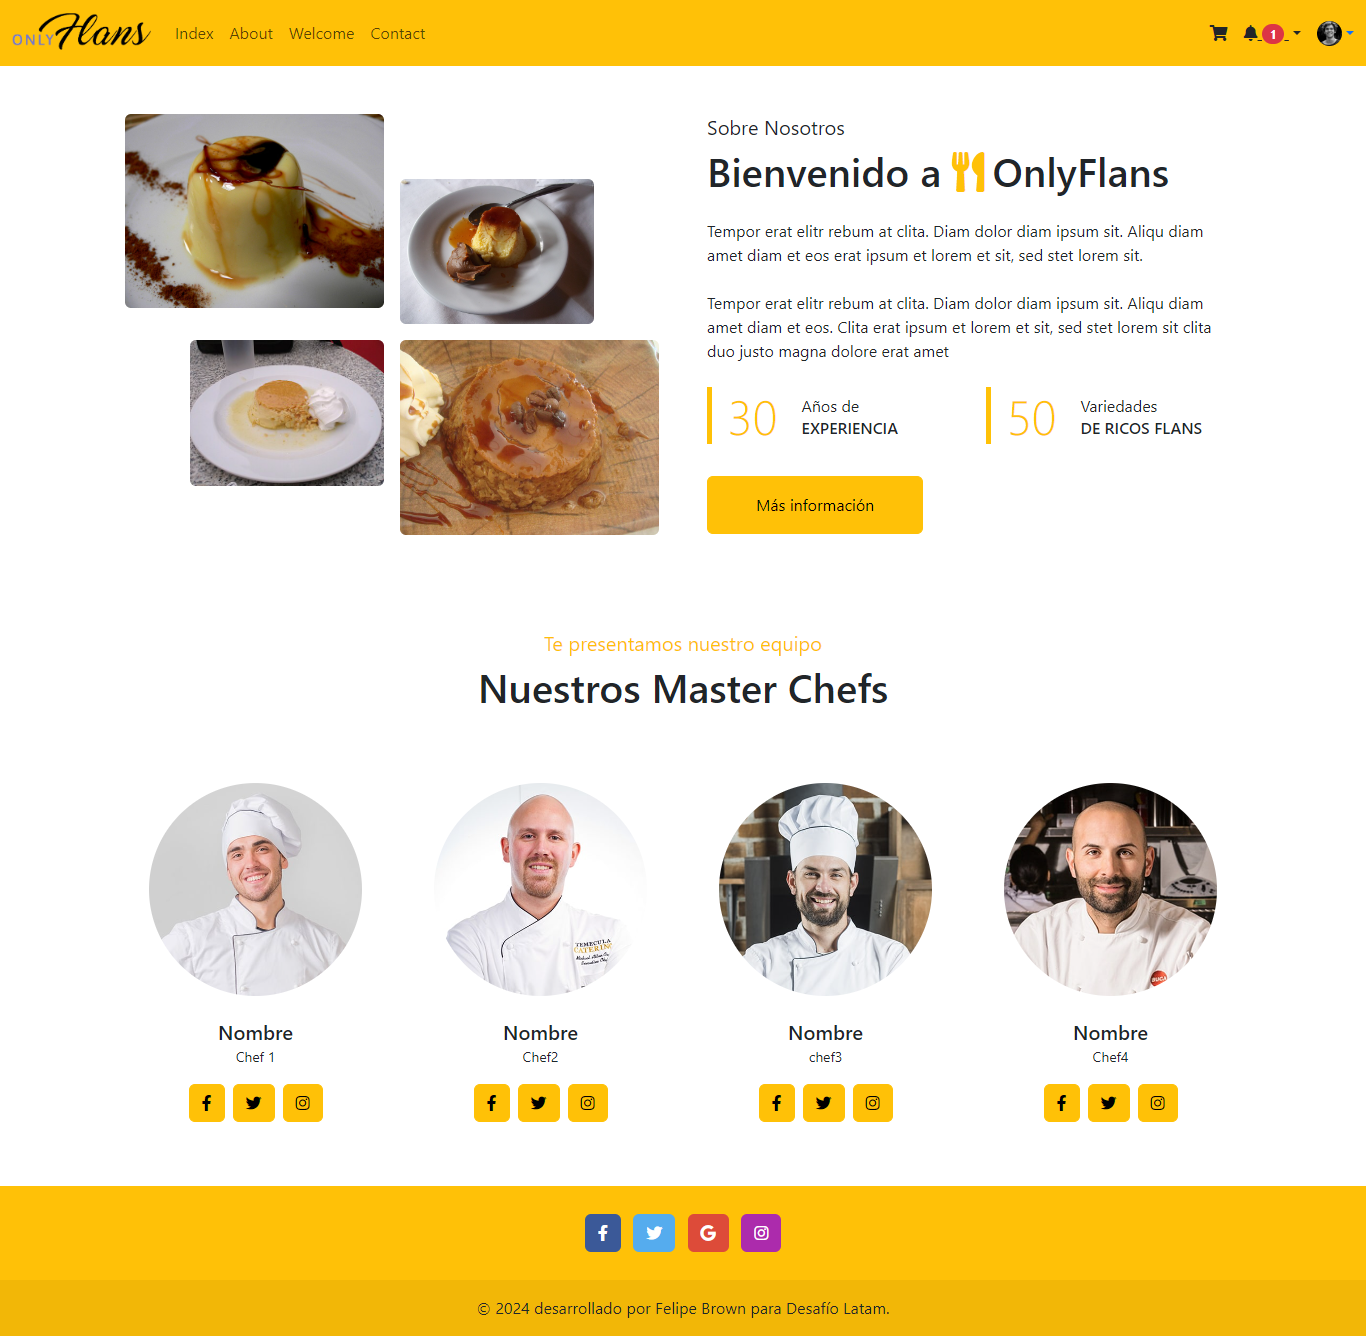 ONLY Flans
Index About Welcome Contact
1
Sobre Nosotros
Bienvenido a OnlyFlans
Tempor erat elitr rebum at clita. Diam dolor diam ipsum sit. Aliqu diam
amet diam et eos erat ipsum et lorem et sit, sed stet lorem sit.
Tempor erat elitr rebum at clita. Diam dolor diam ipsum sit. Aliqu diam
amet diam et eos. Clita erat ipsum et lorem et sit, sed stet lorem sit clita
duo justo magna dolore erat amet
30
Años de
EXPERIENCIA
50
Variedades
DE RICOS FLANS
Más información
Te presentamos nuestro equipo
Nuestros Master Chefs
TEMECULA
CATERING
BUCA
Nombre
Chef 1
Nombre
Chef2
Nombre
chef3
Nombre
Chef4
© 2024 desarrollado por Felipe Brown para Desafío Latam.